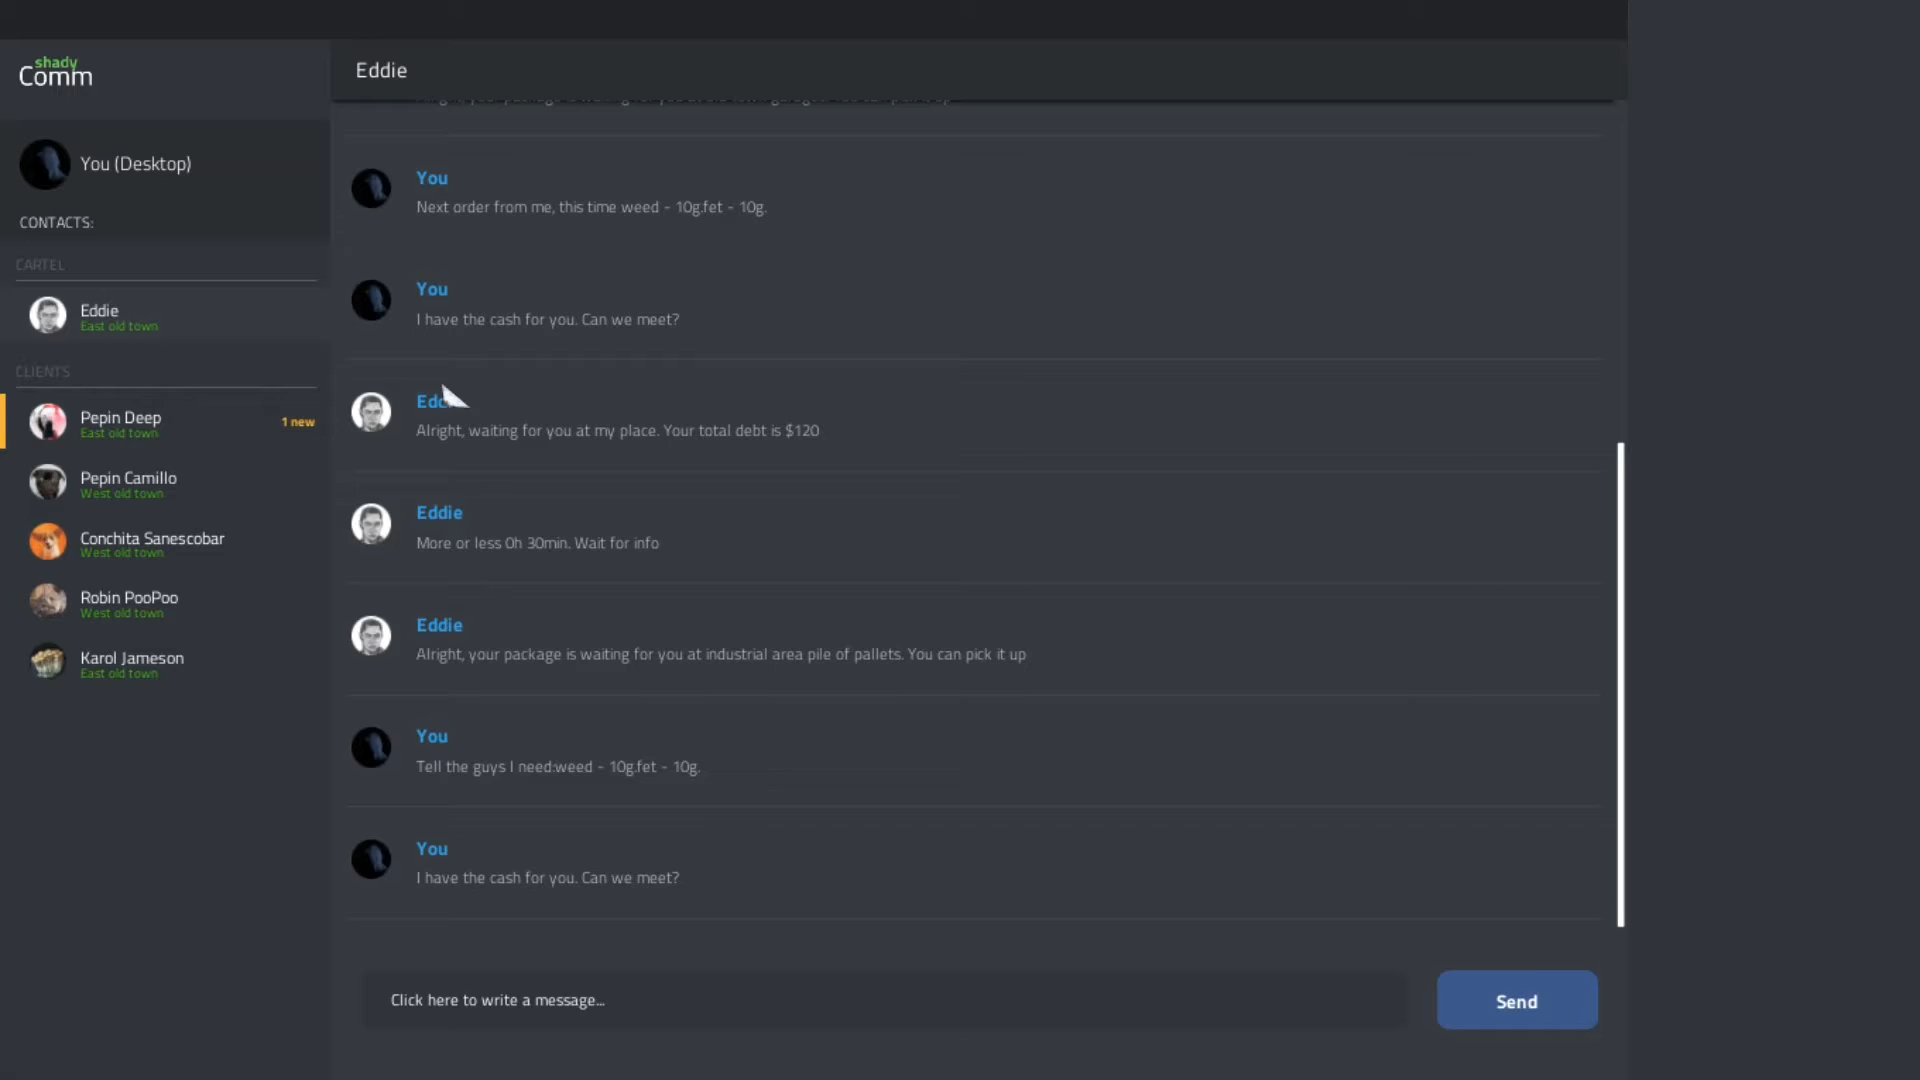 shady
Comm
Eddie
You (Desktop)
CONTACTS:
CARTEL
Eddie
East old town
CLIENTS
Pepin Deep
East old town
1 new
Pepin Camillo
West old town
Conchita Sanescobar
West old town
Robin PooPoo
West old town
Karol Jameson
East old town
You
Next order from me, this time weed - 10g.fet - 10g.
You
I have the cash for you. Can we meet?
Alright, waiting for you at my place. Your total debt is $120
Eddie
More or less 0h 30min. Wait for info
Eddie
Alright, your package is waiting for you at industrial area pile of pallets. You can pick it up
You
Tell the guys I need:weed - 10g.fet - 10g.
You
I have the cash for you. Can we meet?
Click here to write a message...
Send